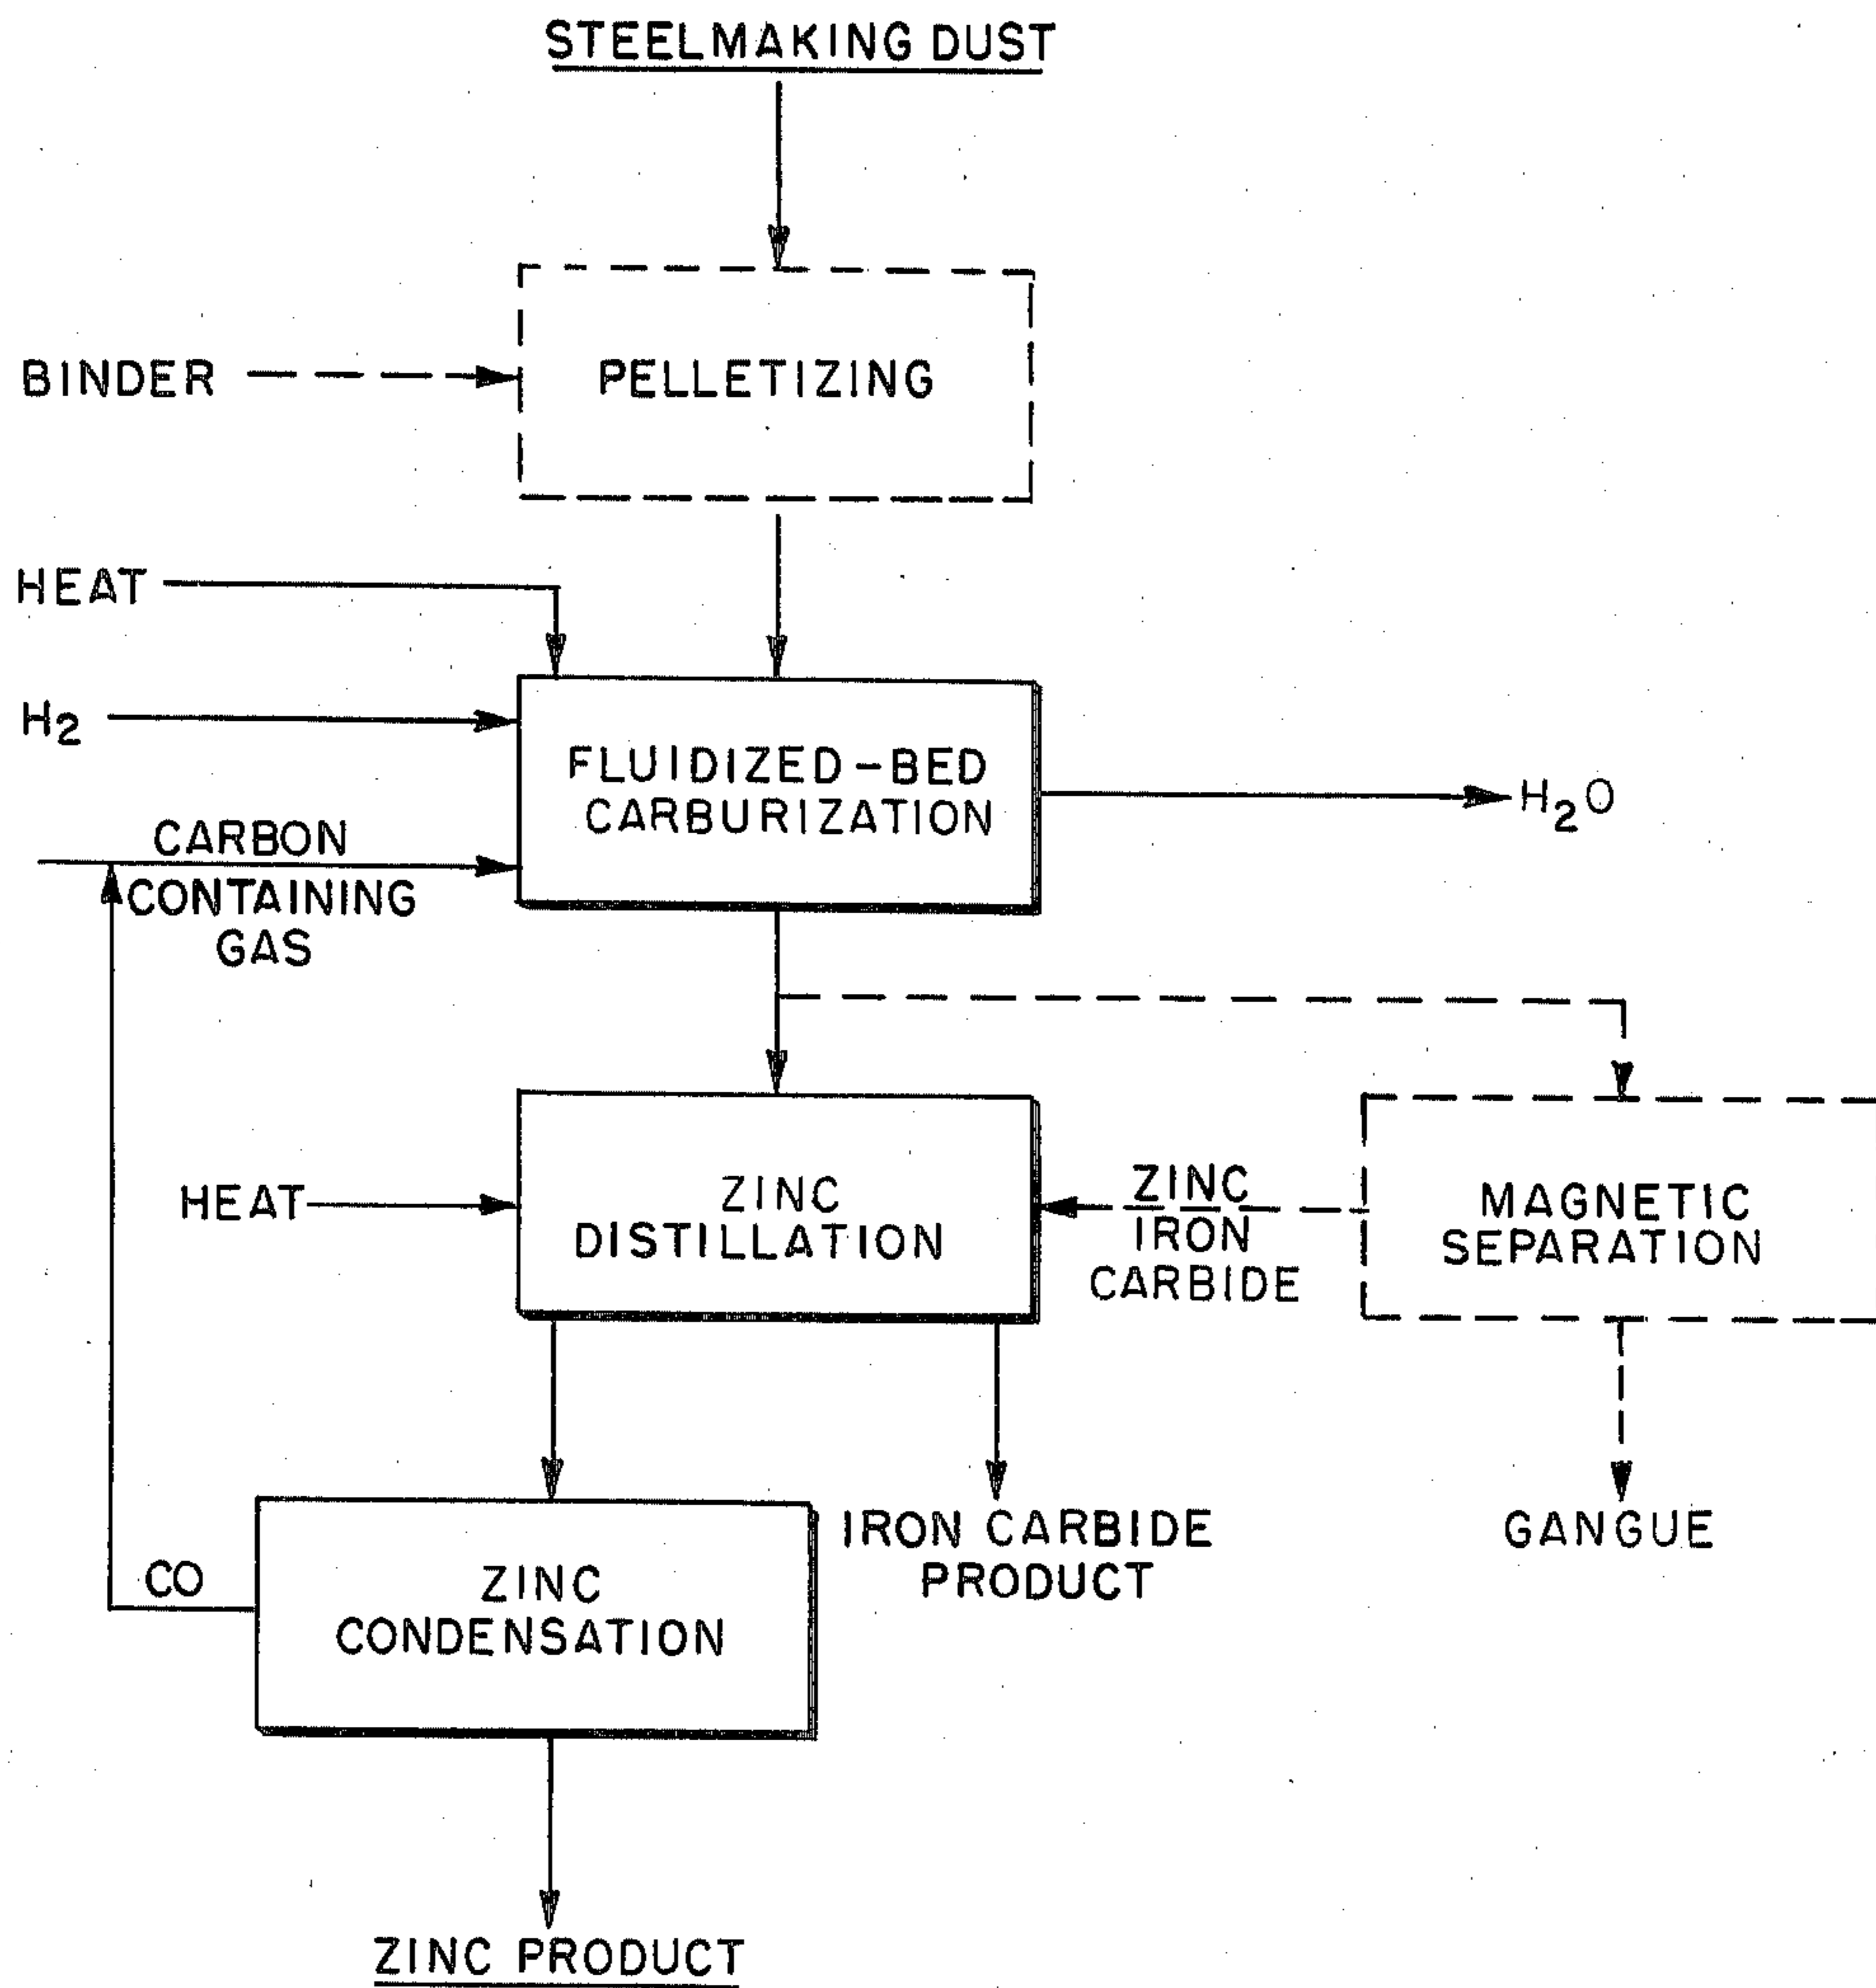 STEELMAKING DUST
BINDER
PELLETIZING
HEAT
H2
FLUIDIZED-BED
CARBURIZATION
H2O
CARBON
CONTAINING
GAS
HEAT
ZINC
DISTILLATION
ZINC
IRON
CARBIDE
MAGNETIC
SEPARATION
IRON CARBIDE
PRODUCT
GANGUE
CO
ZINC
CONDENSATION
ZINC PRODUCT